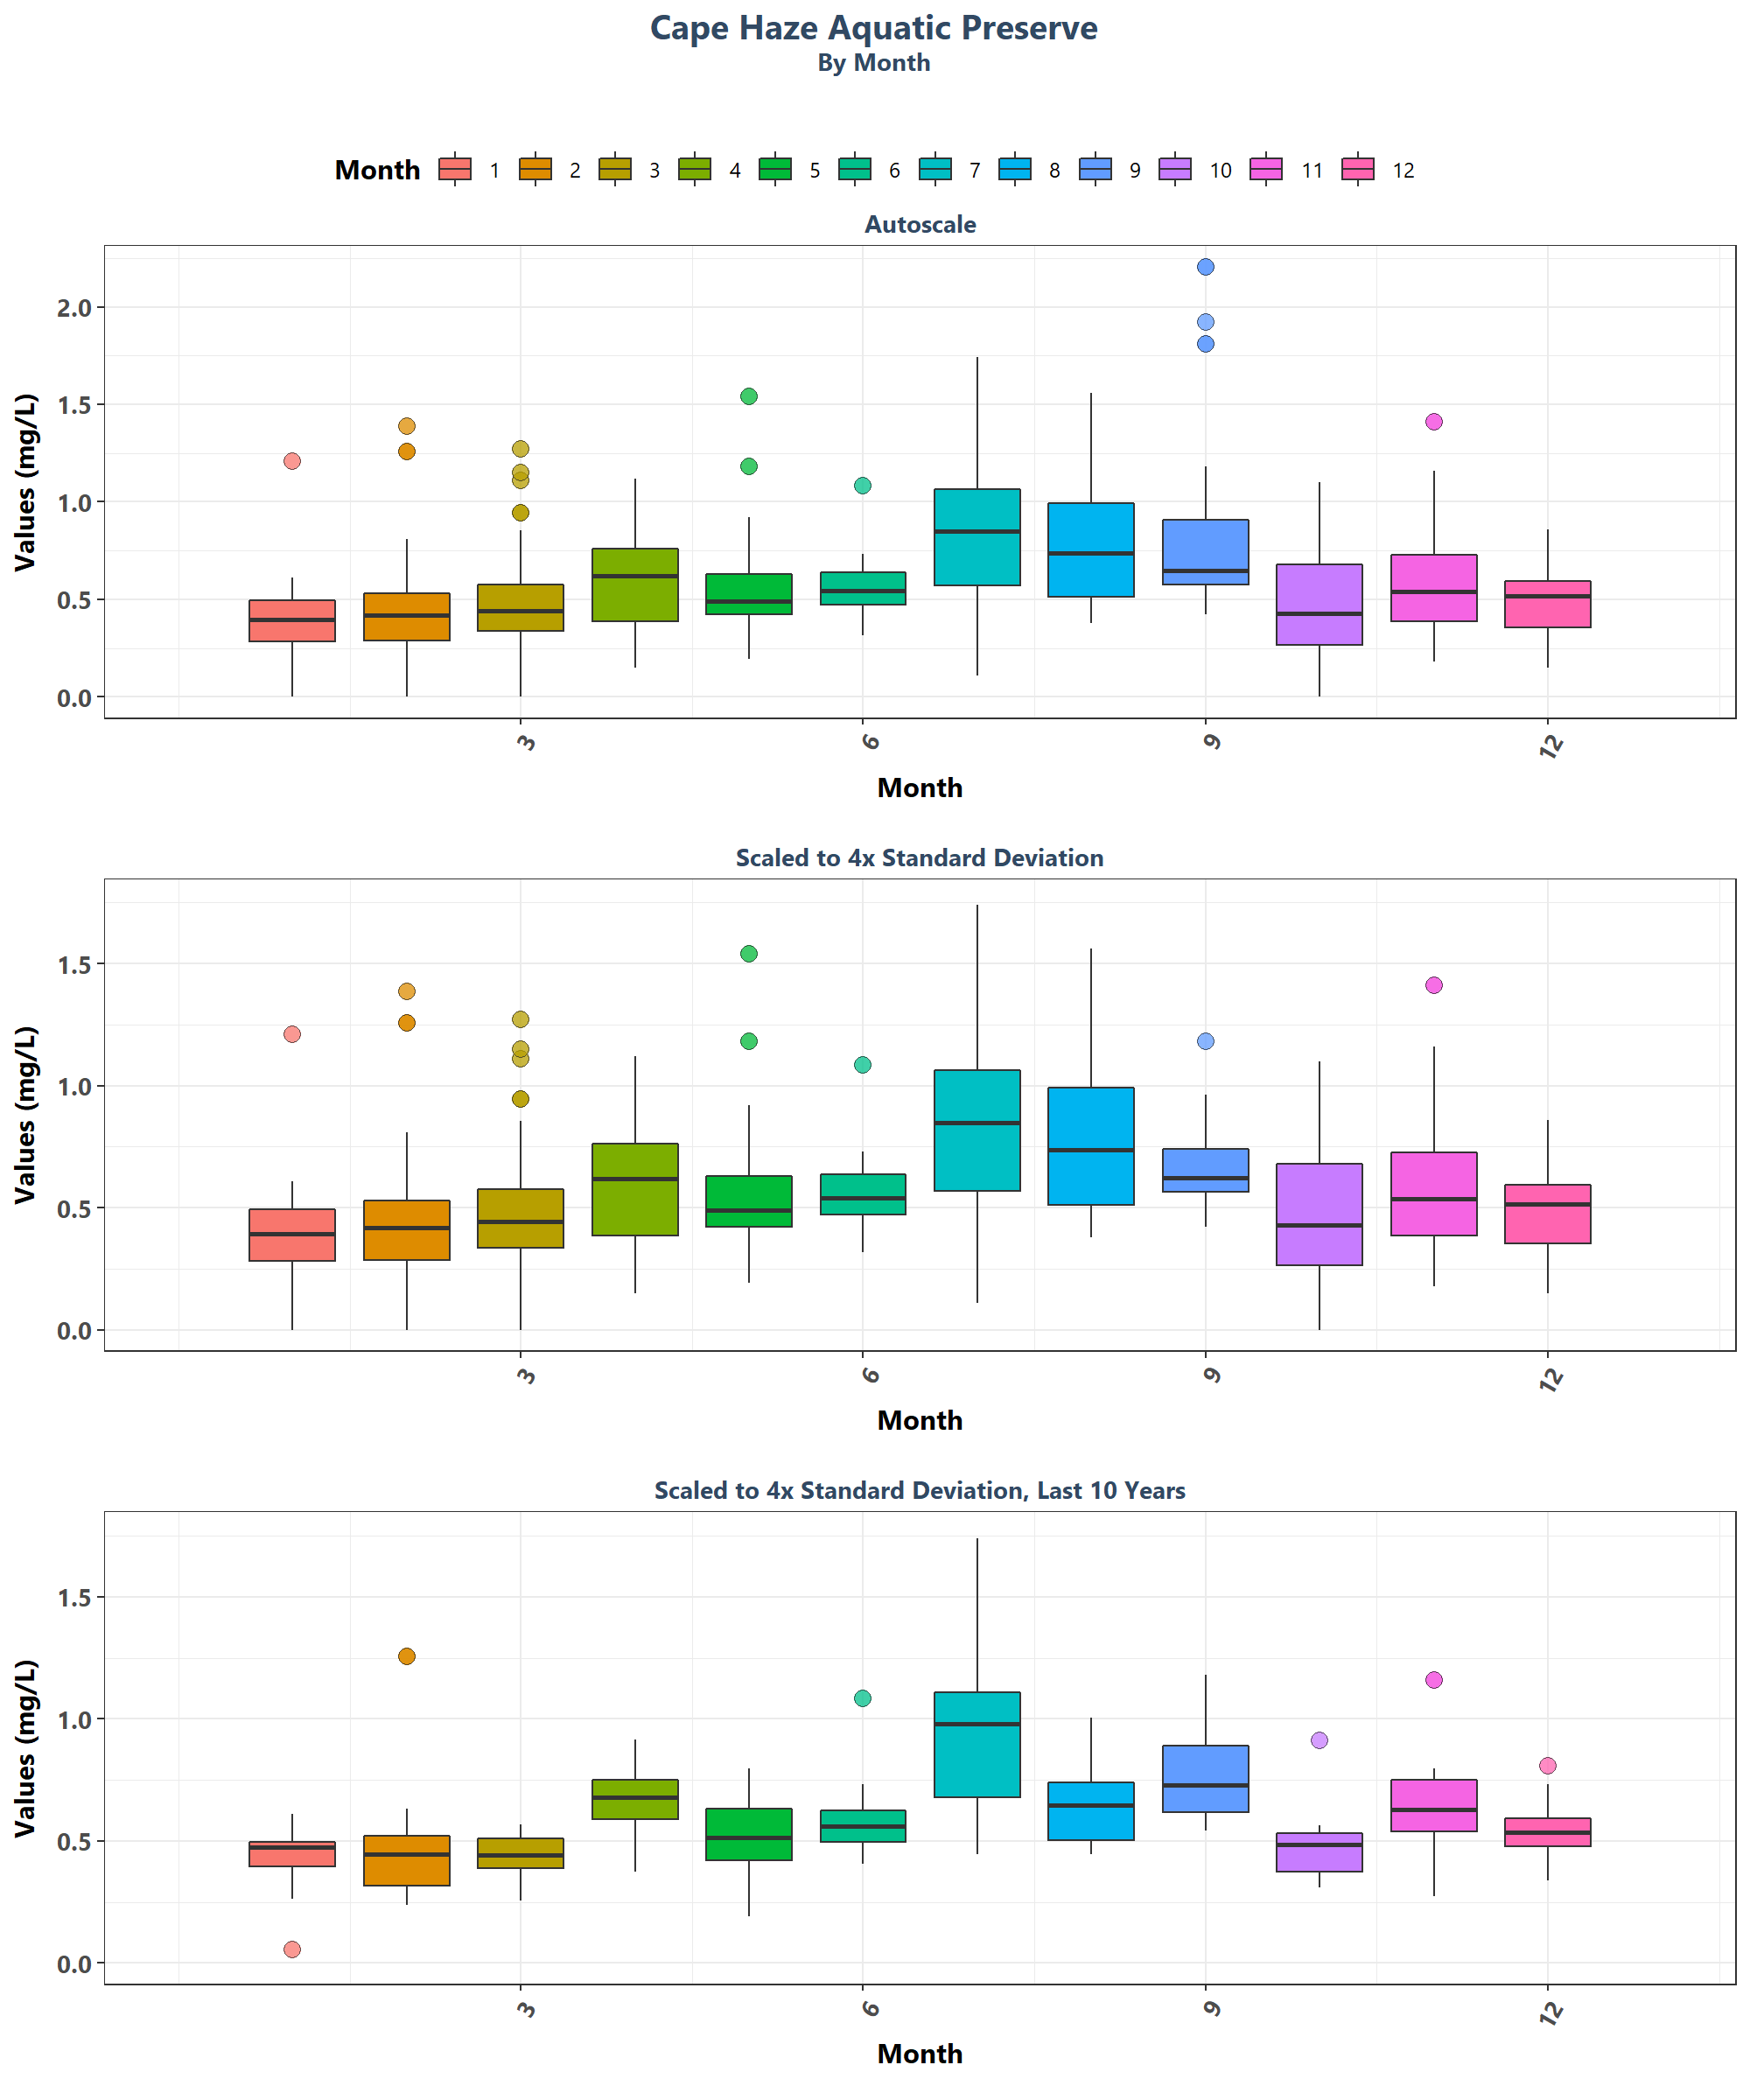 Cape Haze Aquatic Preserve
By Month
Month 1 2 3 4 5 6 7 8 9 10 11 12
Autoscale
Values (mg/L)
2.0
1.5
1.0
0.5
0.0
3 6 9 12
Month
Scaled to 4x Standard Deviation
Values (mg/L)
1.5
1.0
0.5
0.0
3 6 9 12
Month
Scaled to 4x Standard Deviation, Last 10 Years
Values (mg/L)
1.5
1.0
0.5
0.0
3 6 9 12
Month